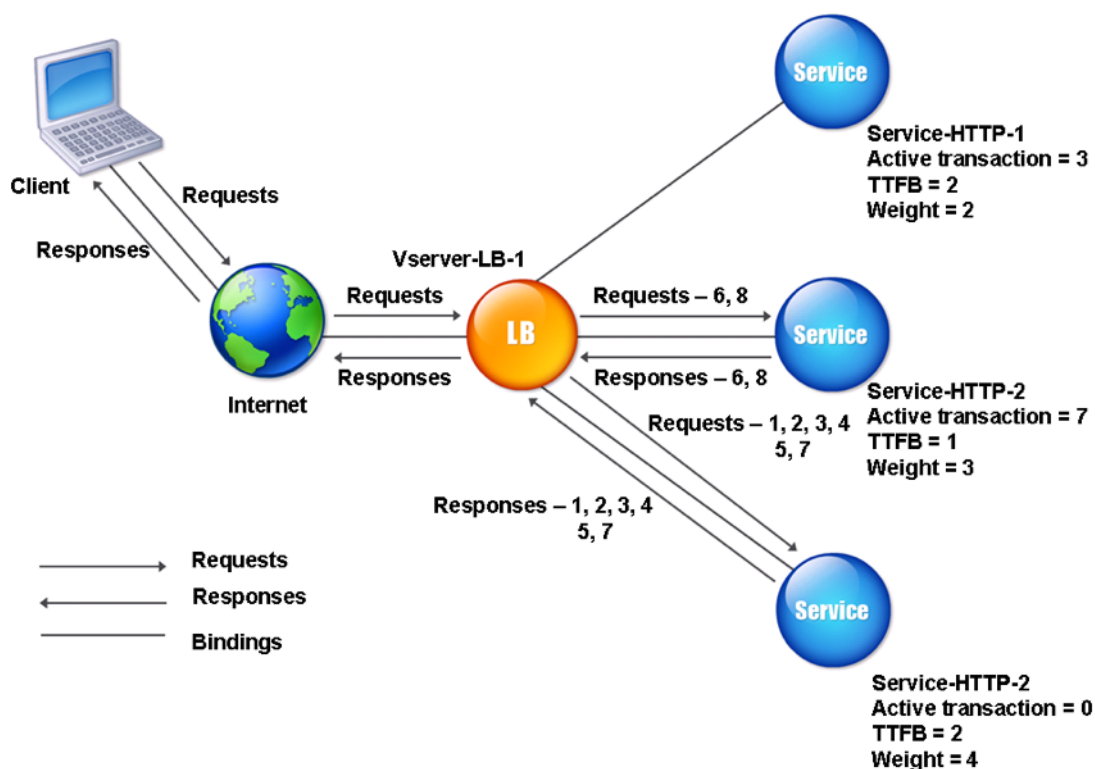 Service
Service-HTTP-1
Active transaction = 3
TTFB = 2
Weight = 2
Client
Requests
Responses
Vserver-LB-1
Requests
LB
Responses
Internet
Requests – 6, 8
Responses – 6, 8
Service
Service-HTTP-2
Active transaction = 7
TTFB = 1
Weight = 3
Requests – 1, 2, 3, 4
5, 7
Responses – 1, 2, 3, 4
5, 7
Service
Service-HTTP-2
Active transaction = 0
TTFB = 2
Weight = 4
Requests
Responses
Bindings